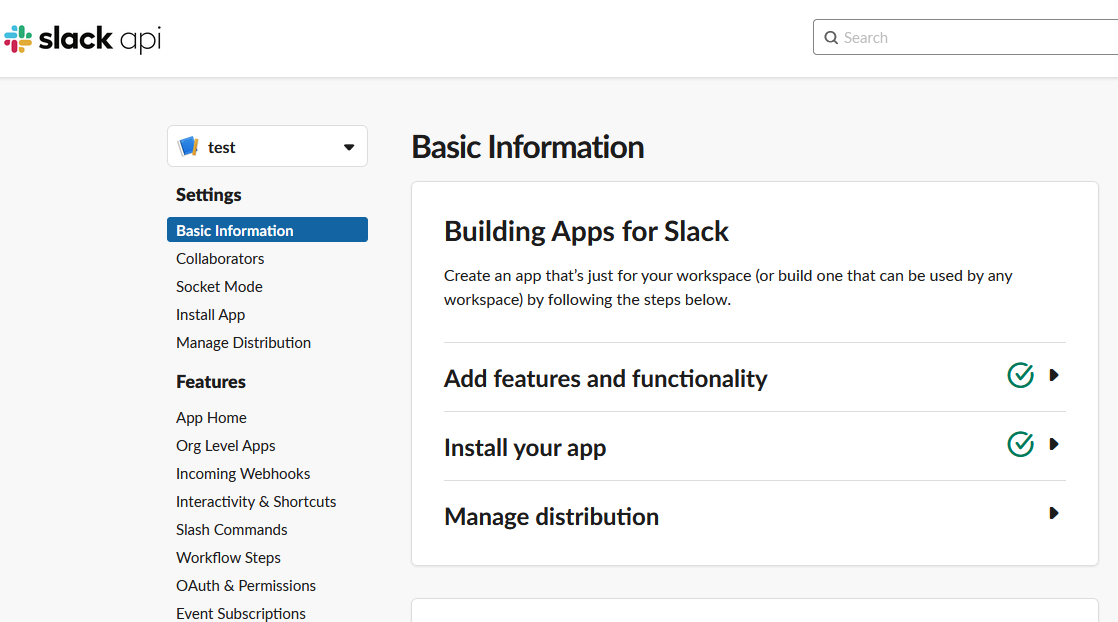 slack api
Search
test
Settings
Basic Information
Collaborators
Socket Mode
Install App
Manage Distribution
Features
App Home
Org Level Apps
Incoming Webhooks
Interactivity & Shortcuts
Slash Commands
Workflow Steps
OAuth & Permissions
Event Subscriptions
Basic Information
Building Apps for Slack
Create an app that’s just for your workspace (or build one that can be used by any
workspace) by following the steps below.
Add features and functionality
Install your app
Manage distribution